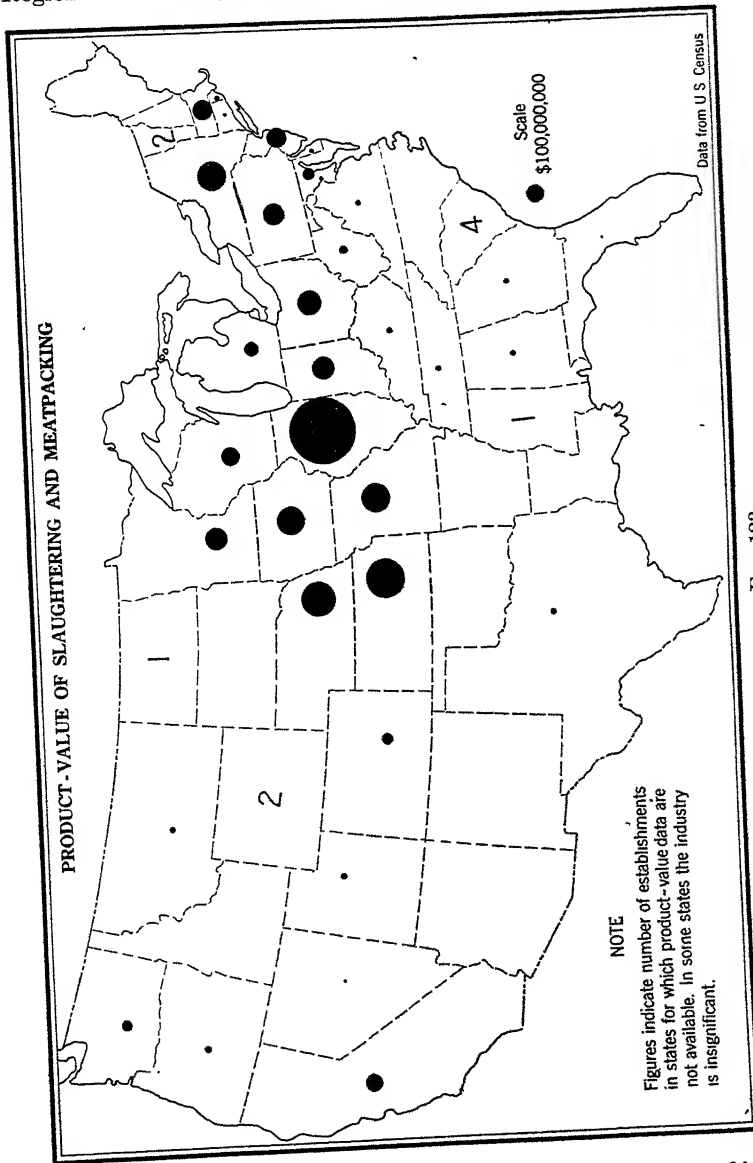 PRODUCT-VALUE OF SLAUGHTERING AND MEATPACKING
2
1
2
4
1
Scale
$100,000,000
NOTE
Figures indicate number of establishments
in states for which product-value data are
not available. In some states the industry
is insignificant.
Data from U S Census